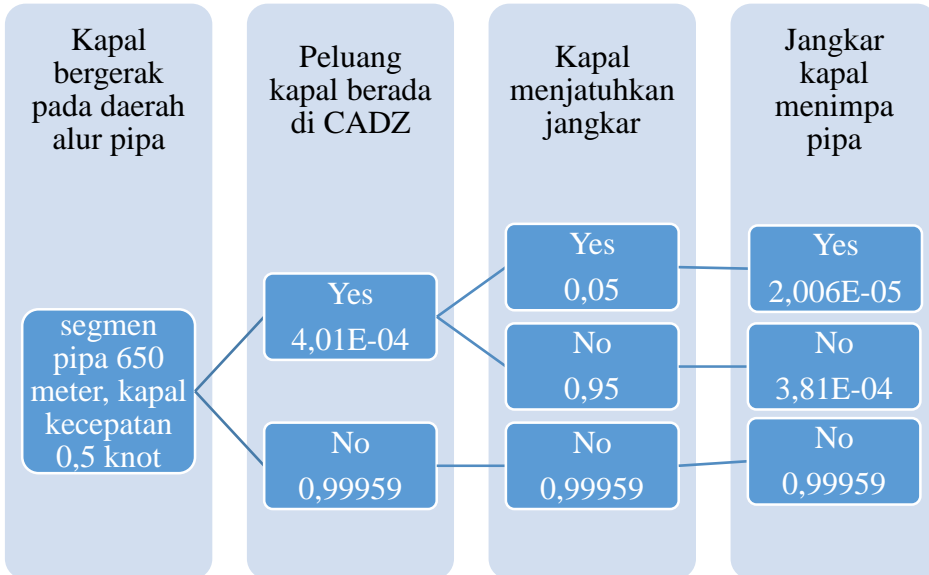 Kapal
bergerak
pada daerah
alur pipa
segmen
pipa 650
meter, kapal
kecepatan
0,5 knot
Peluang
kapal berada
di CADZ
Yes
4,01E-04
No
0,99959
Kapal
menjatuhkan
jangkar
Yes
0,05
No
0,95
No
0,99959
Jangkar
kapal
menimpa
pipa
Yes
2,006E-05
No
3,81E-04
No
0,99959